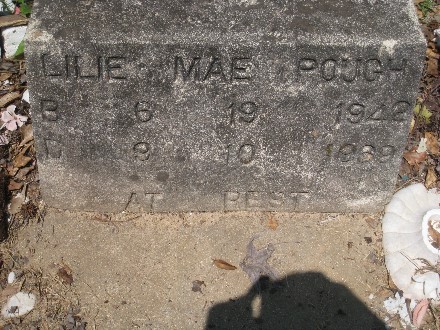 LILIE MAE POUGH
B 6 19 1942
D 9 10 1989
AT REST